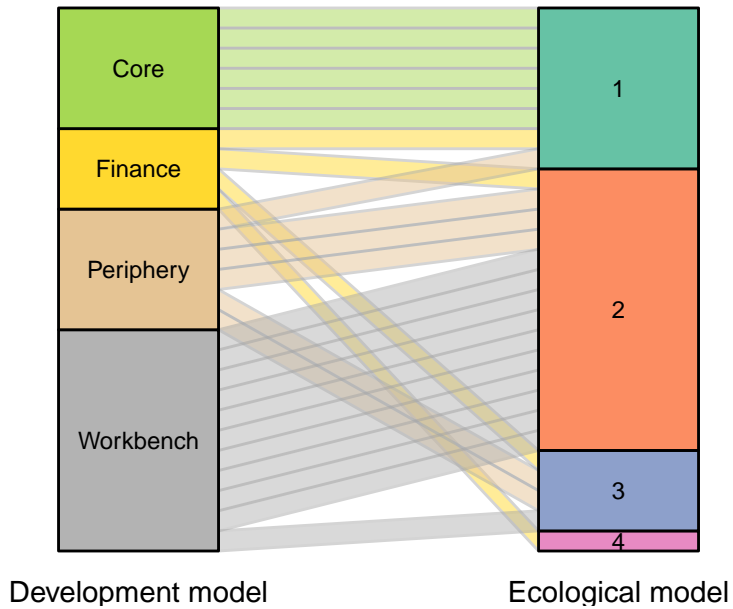 Core
Finance
Periphery
Workbench
1
2
3
4
Development model
Ecological model